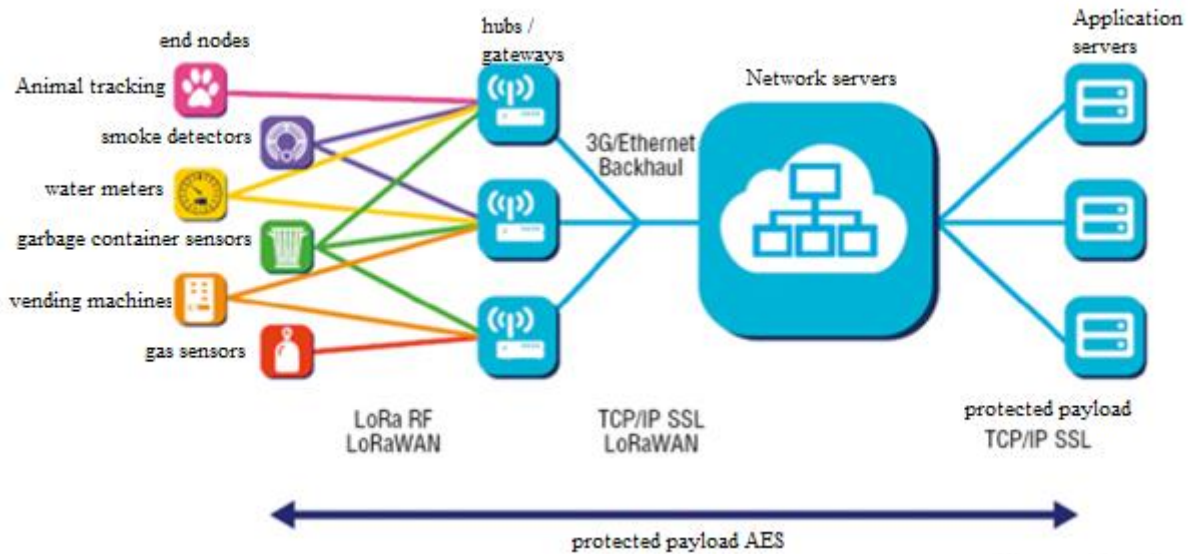 end nodes
hubs /
gateways
Application
servers
Animal tracking
Network servers
smoke detectors
3G/Ethernet
Backhaul
water meters
garbage container sensors
vending machines
gas sensors
LoRa RF
LoRaWAN
TCP/IP SSL
LoRaWAN
protected payload
TCP/IP SSL
protected payload AES